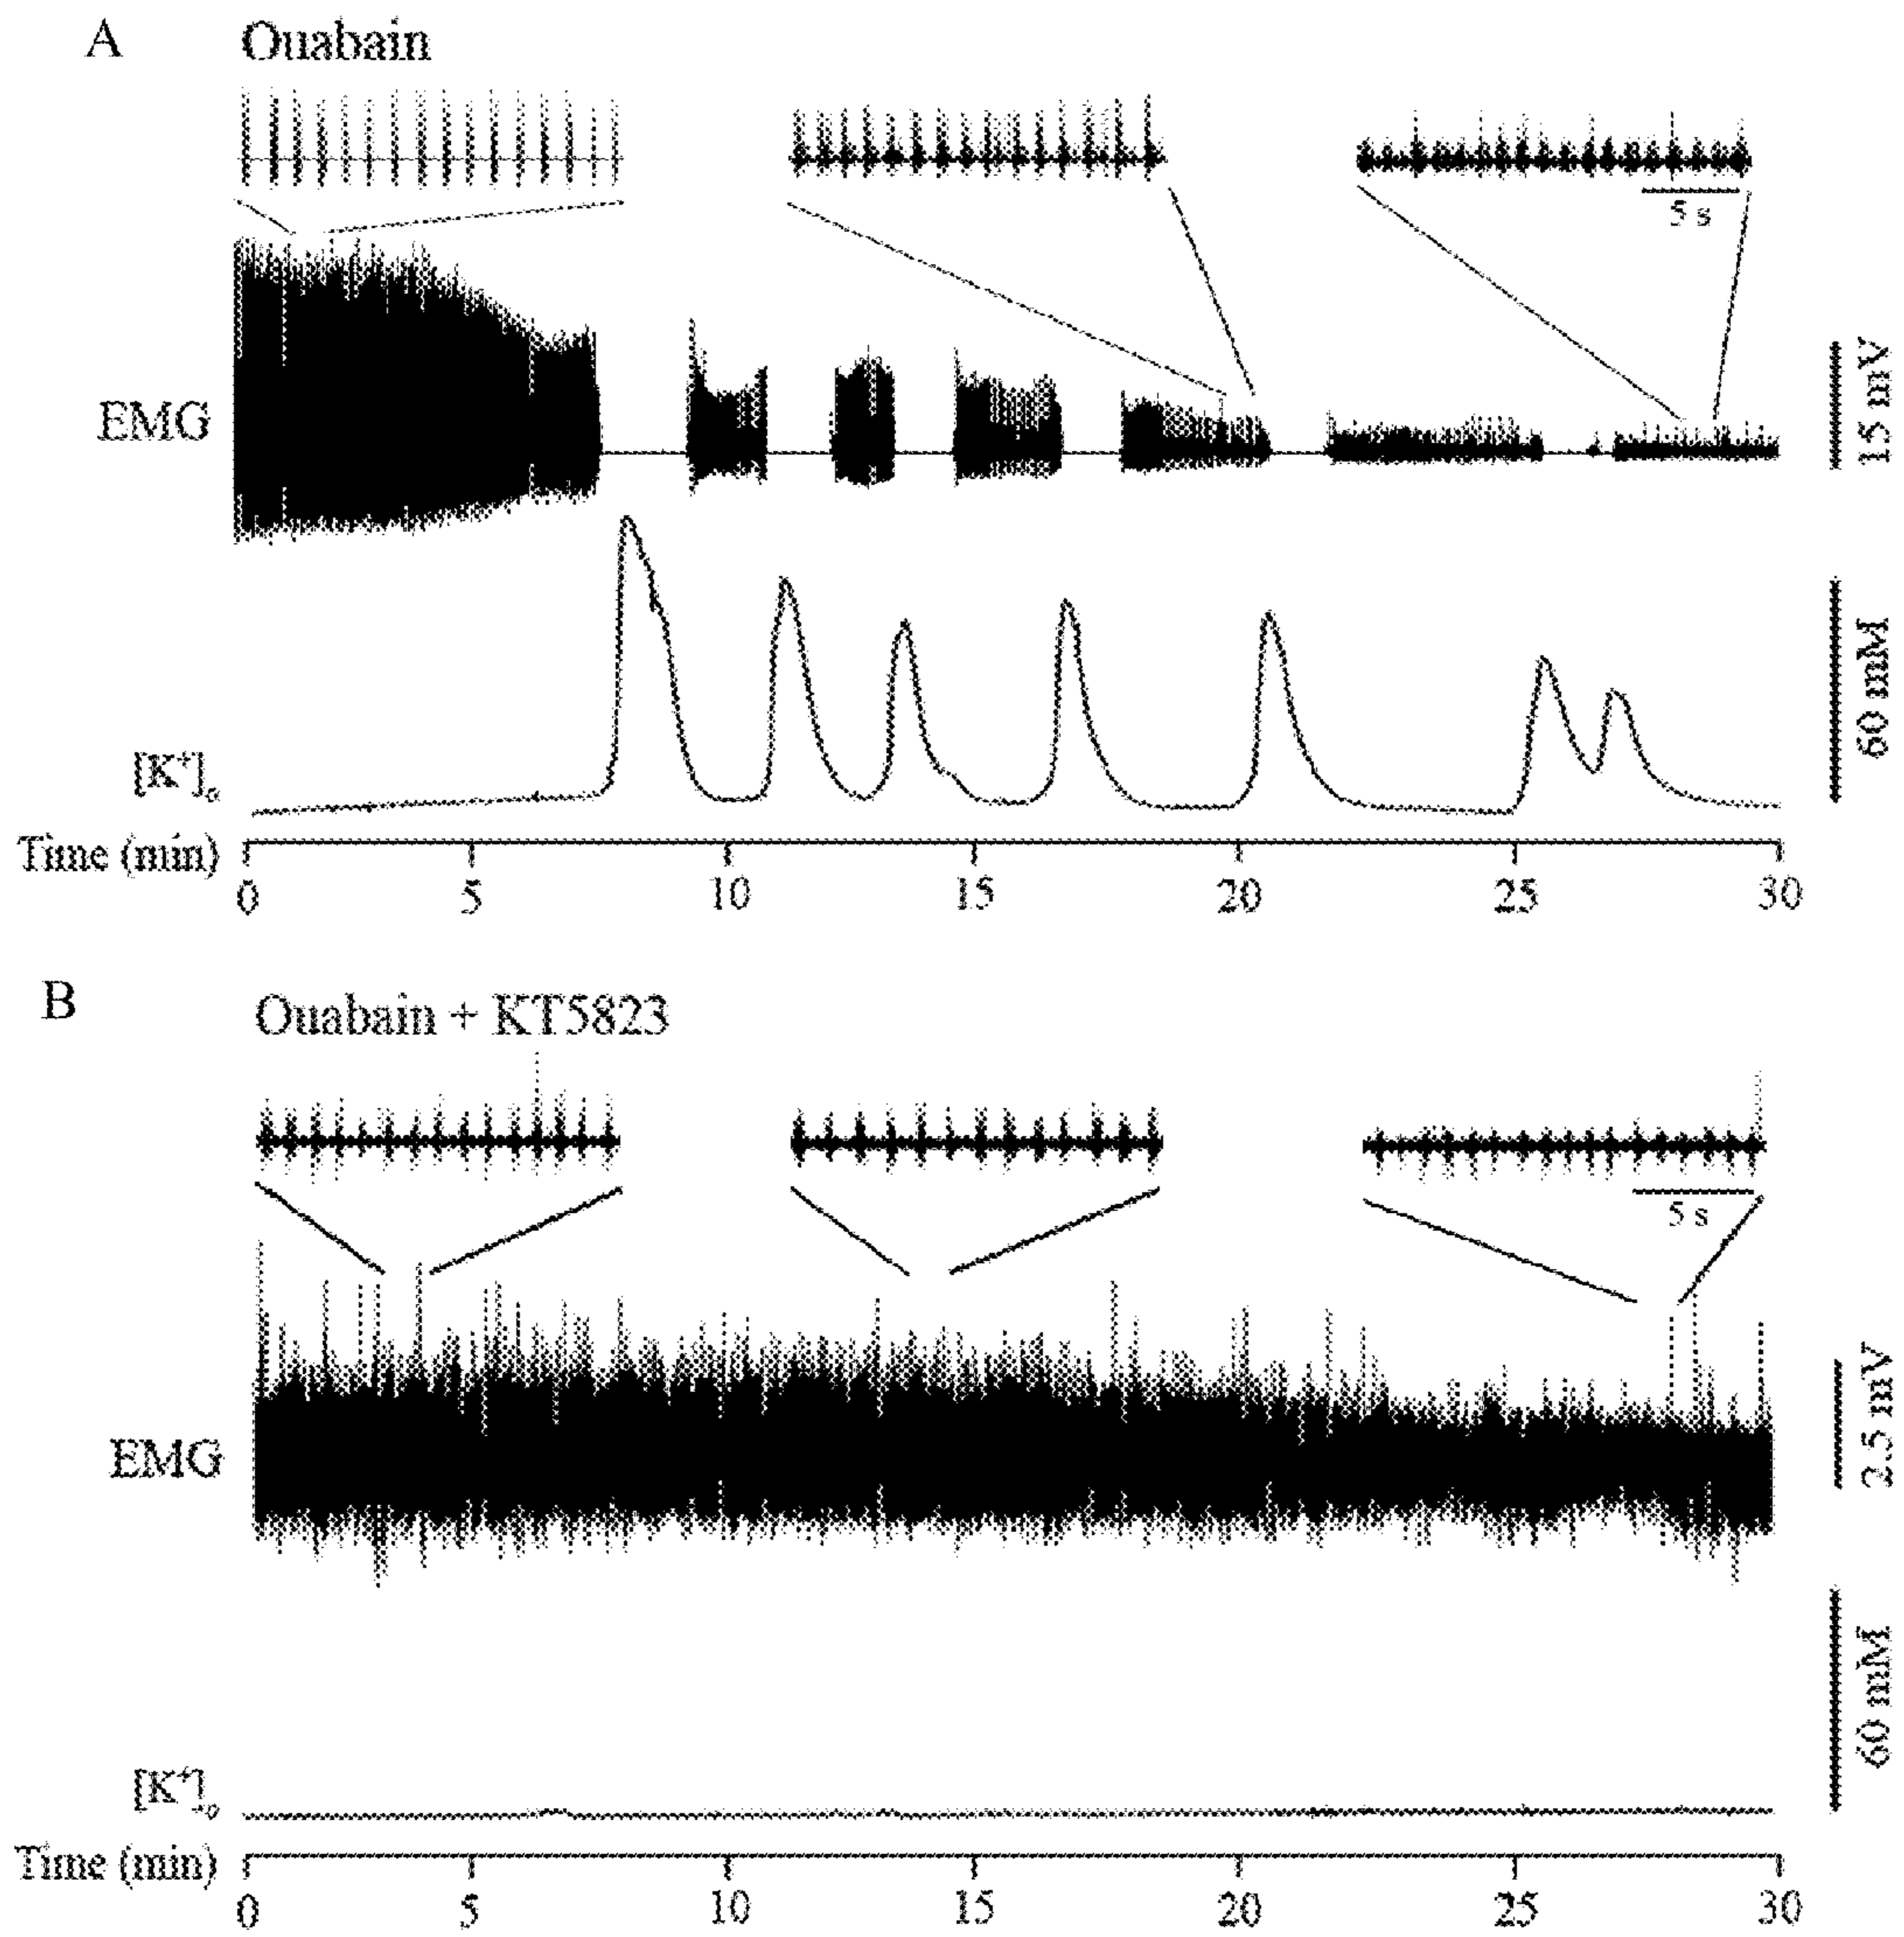 A
Ouabain
5 s
EMG
15 mV
[K⁺]ₒ
60 mM
Time (min)
0 5 10 15 20 25 30
B
Ouabain + KT5823
5 s
EMG
2.5 mV
[K⁺]ₒ
60 mM
Time (min)
0 5 10 15 20 25 30